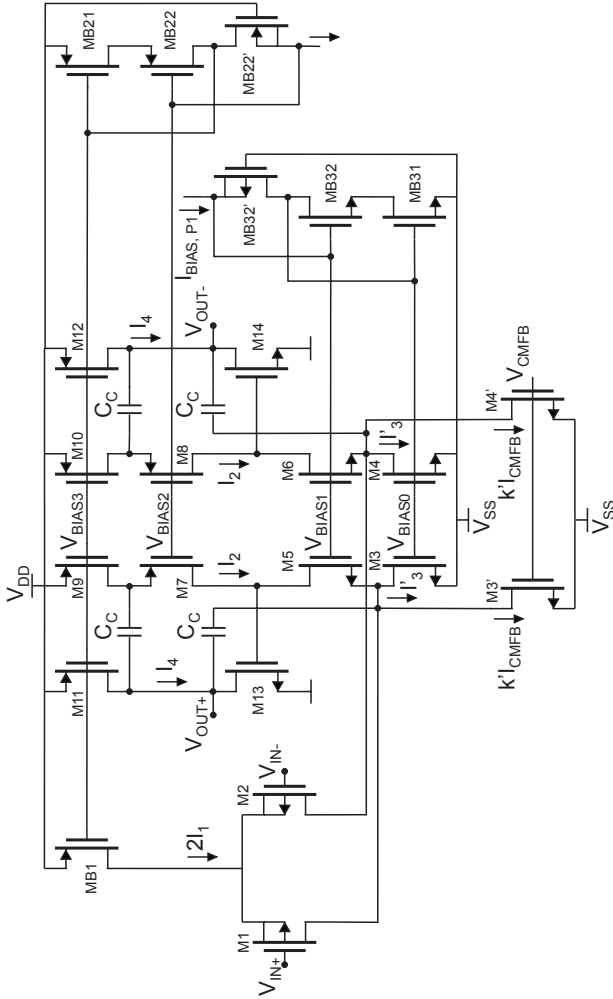 MB21
MB22
MB22'
MB32'
MB32
MB31
I_BIAS, P1
M12
I_4
V_OUT-
M14
C_C
C_C
M10
M8
I_2
M6
M4
I'_3
V_CMFB
M4'
k'I_CMFB
V_BIAS3
V_BIAS2
V_BIAS1
V_BIAS0
V_SS
V_SS
V_DD
M9
M7
I_2
M5
M3
I'_3
M3'
k'I_CMFB
C_C
C_C
M11
I_4
V_OUT+
M13
MB1
2I_1
M2
V_IN-
M1
V_IN+